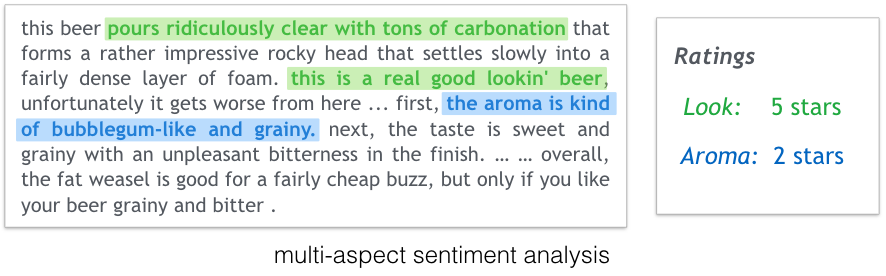 this beer pours ridiculously clear with tons of carbonation that
forms a rather impressive rocky head that settles slowly into a
fairly dense layer of foam. this is a real good lookin' beer,
unfortunately it gets worse from here ... first, the aroma is kind
of bubblegum-like and grainy. next, the taste is sweet and
grainy with an unpleasant bitterness in the finish. … … overall,
the fat weasel is good for a fairly cheap buzz, but only if you like
your beer grainy and bitter .
Ratings
Look: 5 stars
Aroma: 2 stars
multi-aspect sentiment analysis